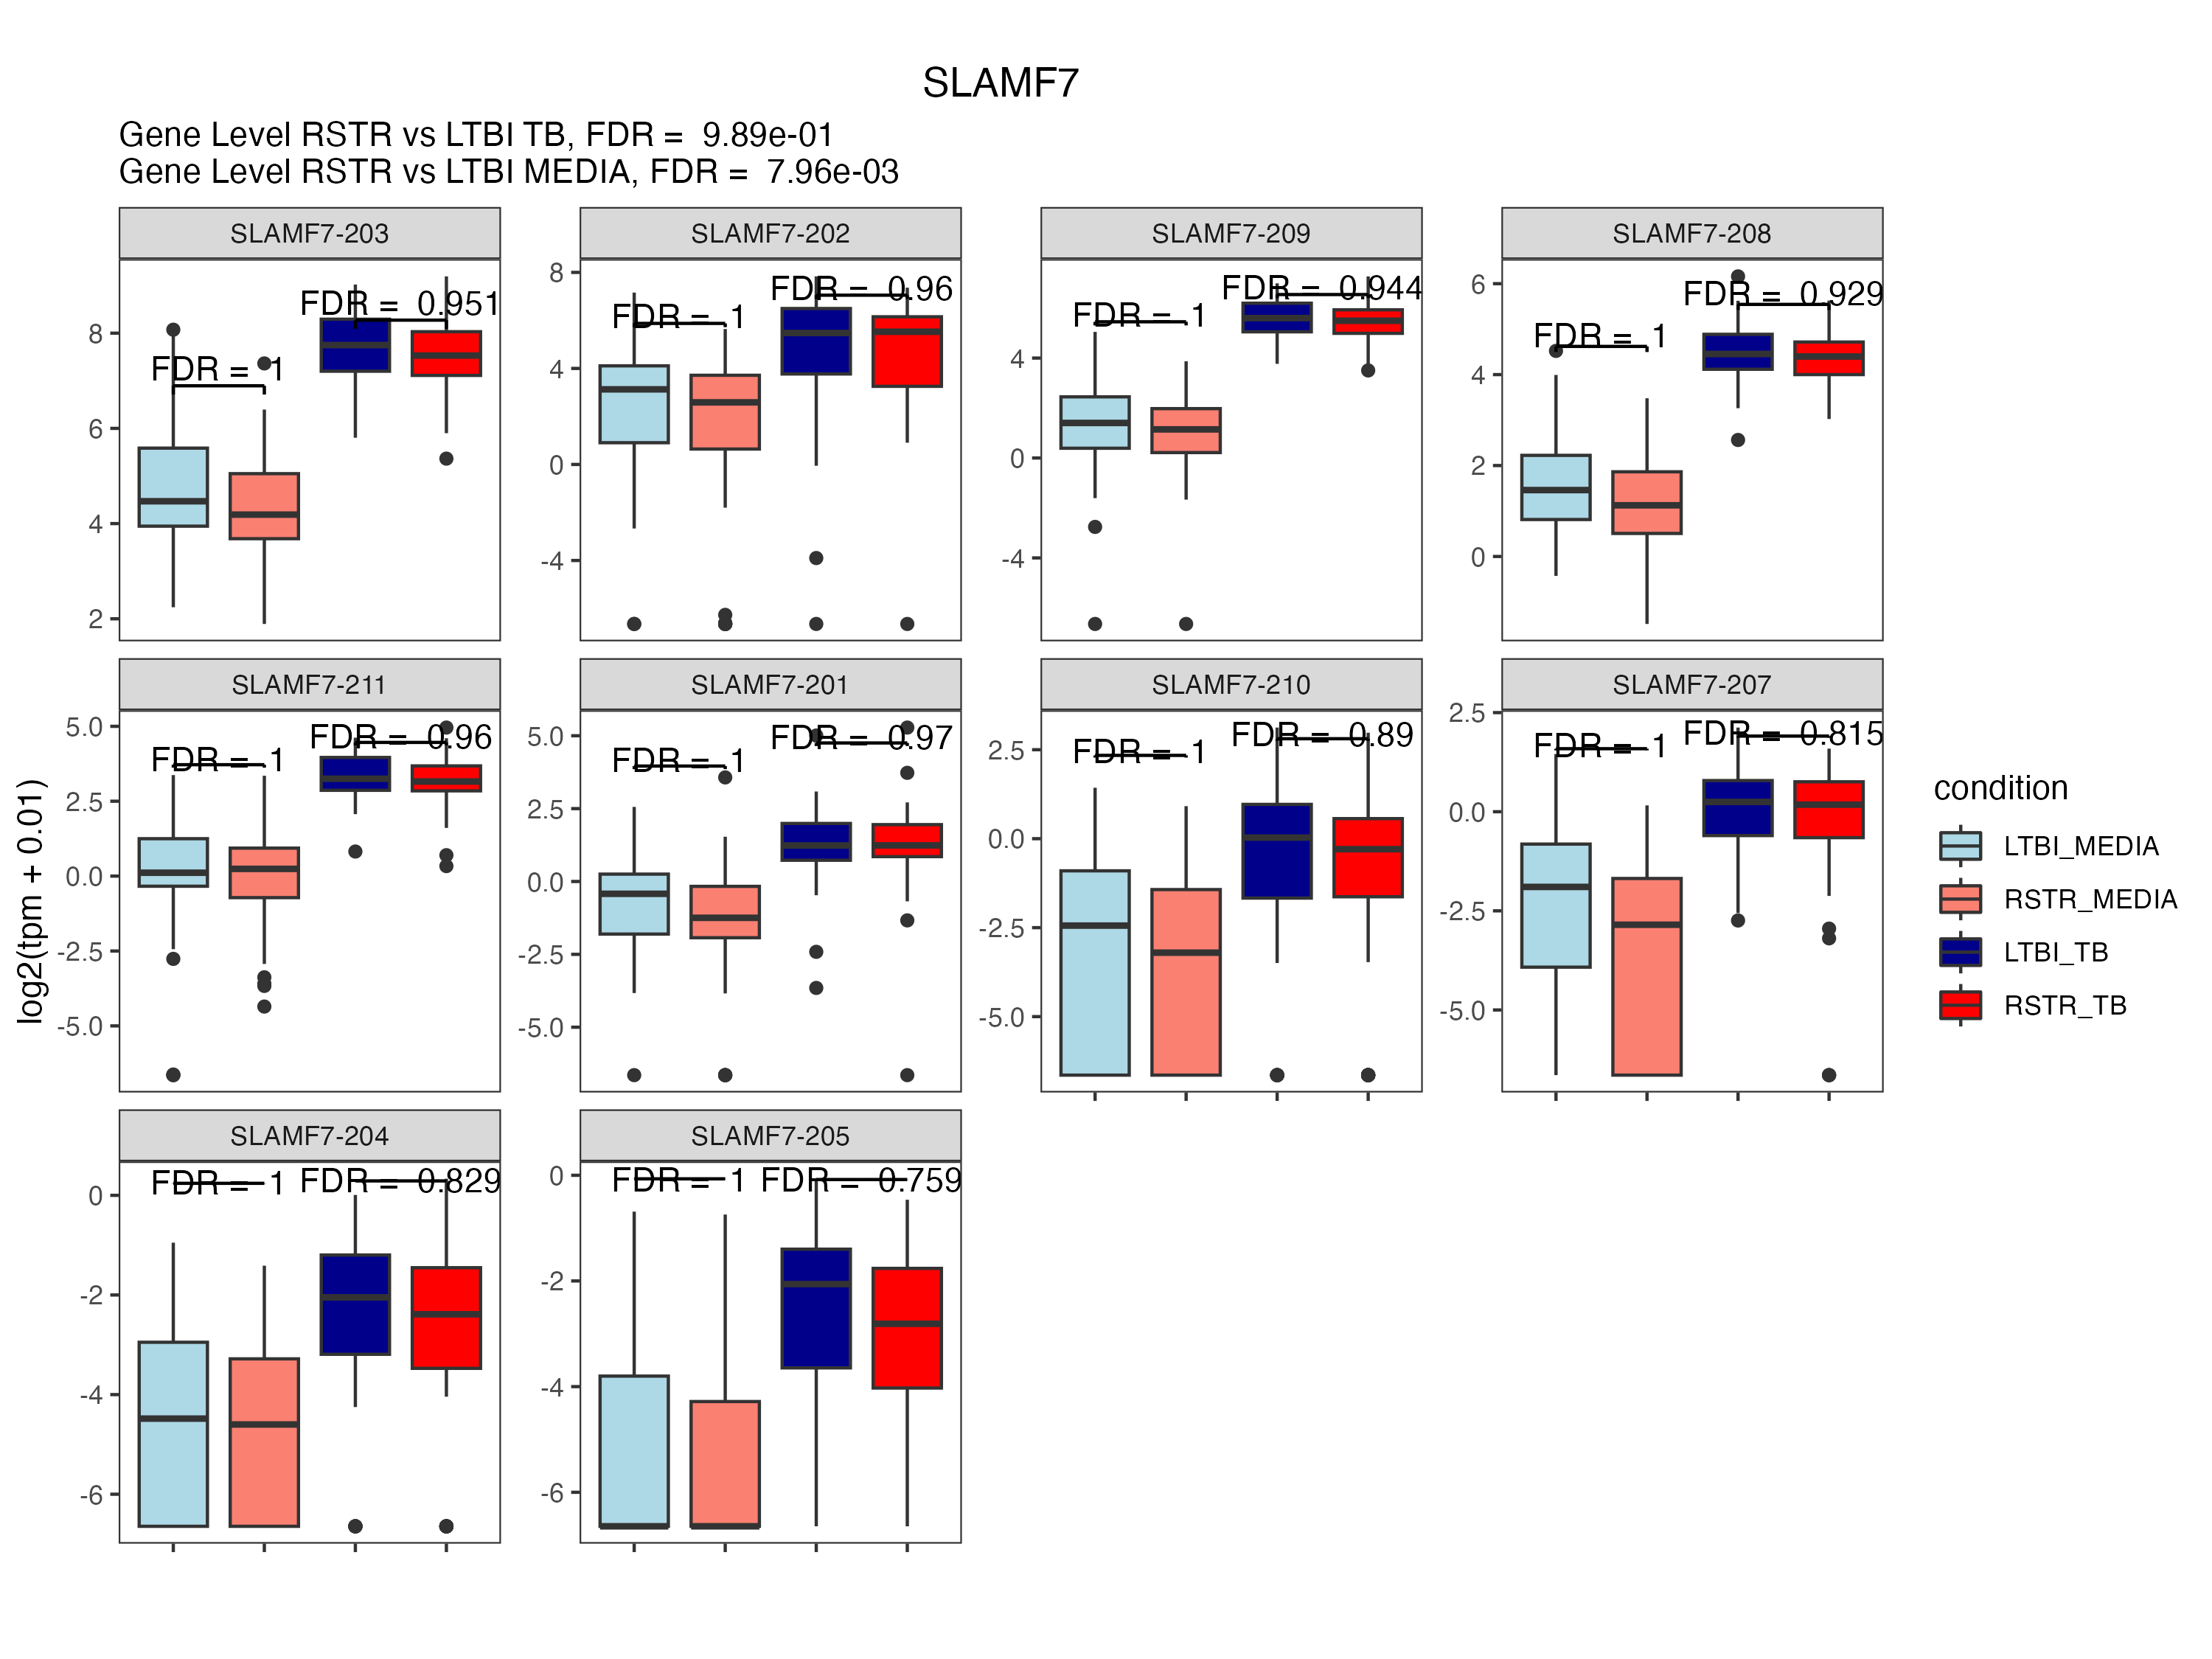 SLAMF7
Gene Level RSTR vs LTBI TB, FDR = 9.89e-01
Gene Level RSTR vs LTBI MEDIA, FDR = 7.96e-03
SLAMF7-203
SLAMF7-202
SLAMF7-209
SLAMF7-208
8
6
4
2
FDR = 1
FDR = 0.951
8
4
0
-4
FDR = 1
FDR = 0.96
4
0
-4
FDR = 1
FDR = 0.944
6
4
2
0
FDR = 1
FDR = 0.929
SLAMF7-211
SLAMF7-201
SLAMF7-210
SLAMF7-207
5.0
2.5
0.0
-2.5
-5.0
FDR = 1
FDR = 0.96
5.0
2.5
0.0
-2.5
-5.0
FDR = 1
FDR = 0.97
2.5
0.0
-2.5
-5.0
FDR = 1
FDR = 0.89
2.5
0.0
-2.5
-5.0
FDR = 1
FDR = 0.815
SLAMF7-204
SLAMF7-205
0
-2
-4
-6
FDR = 1
FDR = 0.829
0
-2
-4
-6
FDR = 1
FDR = 0.759
log2(tpm + 0.01)
condition
LTBI_MEDIA
RSTR_MEDIA
LTBI_TB
RSTR_TB